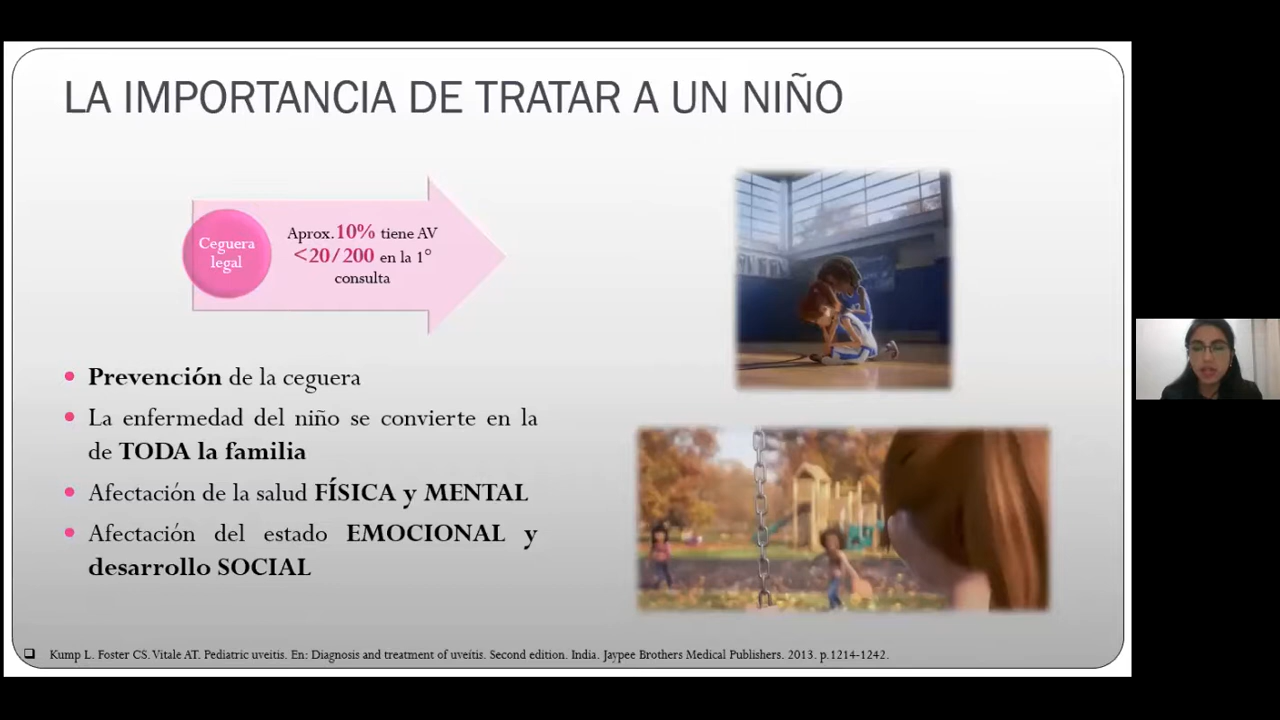 LA IMPORTANCIA DE TRATAR A UN NIÑO
Ceguera
legal
Aprox.10% tiene AV
<20/200 en la 1°
consulta
• Prevención de la ceguera
• La enfermedad del niño se convierte en la
de TODA la familia
• Afectación de la salud FÍSICA y MENTAL
• Afectación del estado EMOCIONAL y
desarrollo SOCIAL
❑ Kump L. Foster CS. Vitale AT. Pediatric uveitis. En: Diagnosis and treatment of uveitis. Second edition. India. Jaypee Brothers Medical Publishers. 2013. p.1214-1242.